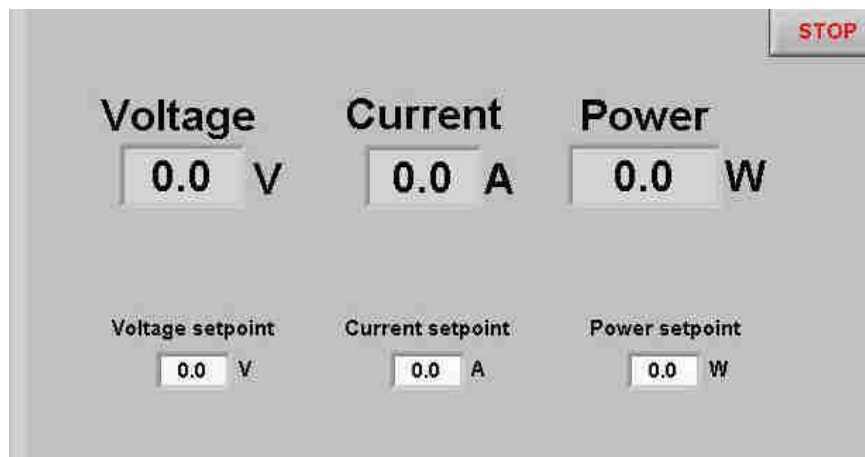 STOP
Voltage Current Power
0.0 V 0.0 A 0.0 W
Voltage setpoint Current setpoint Power setpoint
0.0 V 0.0 A 0.0 W